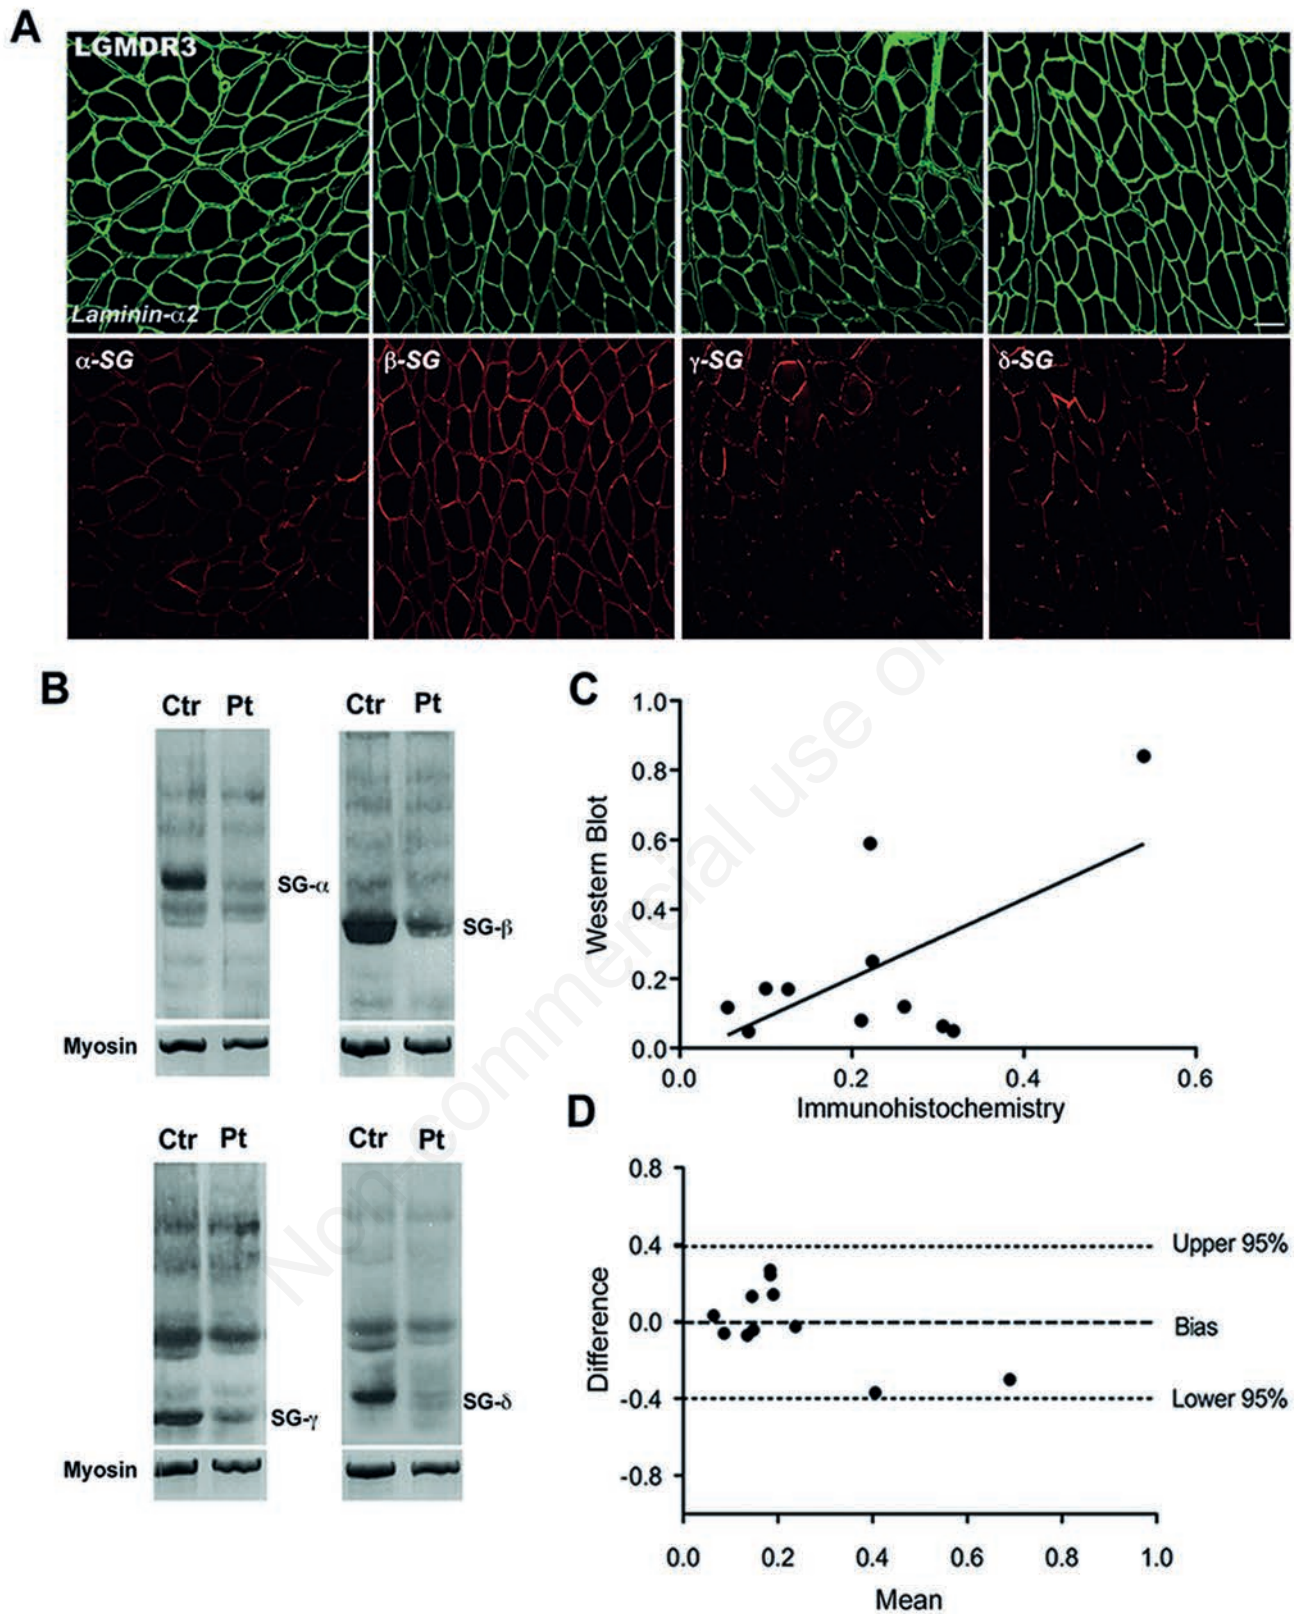 A
LGMDR3
Laminin-α2
α-SG
β-SG
γ-SG
δ-SG
B
Ctr Pt
Ctr Pt
SG-α
SG-β
Myosin
Ctr Pt
Ctr Pt
SG-γ
SG-δ
Myosin
C
1.0
0.8
0.6
0.4
0.2
0.0
Western Blot
0.0 0.2 0.4 0.6
Immunohistochemistry
D
0.8
0.4
0.0
-0.4
-0.8
Difference
Upper 95%
Bias
Lower 95%
0.0 0.2 0.4 0.6 0.8 1.0
Mean
Non-commercial use